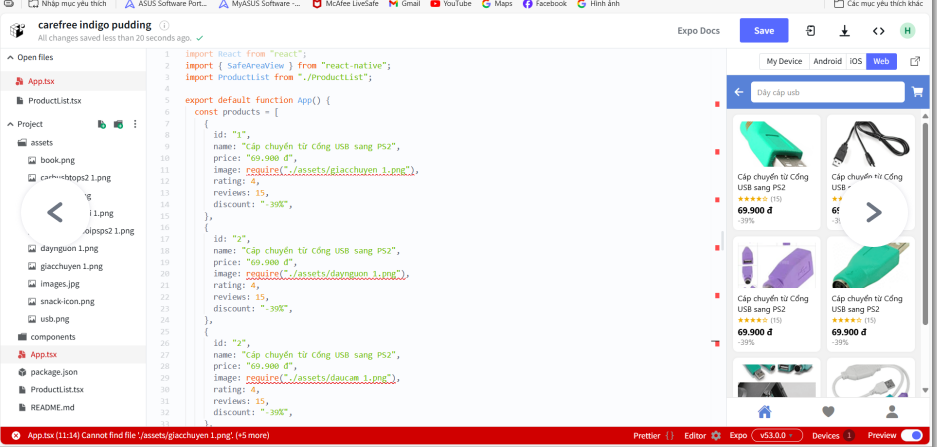 Nhập mục yêu thích
ASUS Software Port...
MyASUS Software -...
McAfee LiveSafe
Gmail
YouTube
Maps
Facebook
Hình ảnh
Các mục yêu thích khác
carefree indigo pudding
All changes saved less than 20 seconds ago.
Expo Docs
Save
H
Open files
App.tsx
ProductList.tsx
Project
assets
book.png
carbushtops2 1.png
ng
i 1.png
oipsps2 1.png
daynguon 1.png
giacchuyen 1.png
images.jpg
snack-icon.png
usb.png
components
App.tsx
package.json
ProductList.tsx
README.md
1 import React from "react";
2 import { SafeAreaView } from "react-native";
3 import ProductList from "./ProductList";
4
5 export default function App() {
6 const products = [
7 {
8 id: "1",
9 name: "Cáp chuyển từ Cổng USB sang PS2",
10 price: "69.900 đ",
11 image: require("./assets/giacchuyen 1.png"),
12 rating: 4,
13 reviews: 15,
14 discount: "-39%",
15 },
16 {
17 id: "2",
18 name: "Cáp chuyển từ Cổng USB sang PS2",
19 price: "69.900 đ",
20 image: require("./assets/daynguon 1.png"),
21 rating: 4,
22 reviews: 15,
23 discount: "-39%",
24 },
25 {
26 id: "2",
27 name: "Cáp chuyển từ Cổng USB sang PS2",
28 price: "69.900 đ",
29 image: require("./assets/daucam 1.png"),
30 rating: 4,
31 reviews: 15,
32 discount: "-39%",
33 },
My Device
Android
iOS
Web
Dây cáp usb
Cáp chuyển từ Cổng
USB sang PS2
★★★★☆ (15)
69.900 đ
-39%
Cáp chuyển từ Cổng
USB s
Cáp chuyển từ Cổng
USB sang PS2
★★★★☆ (15)
69.900 đ
-39%
Cáp chuyển từ Cổng
USB sang PS2
★★★★☆ (15)
69.900 đ
-39%
App.tsx (11:14) Cannot find file './assets/giacchuyen 1.png'. (+5 more)
Prettier { }
Editor
Expo
v53.0.0
Devices 1
Preview